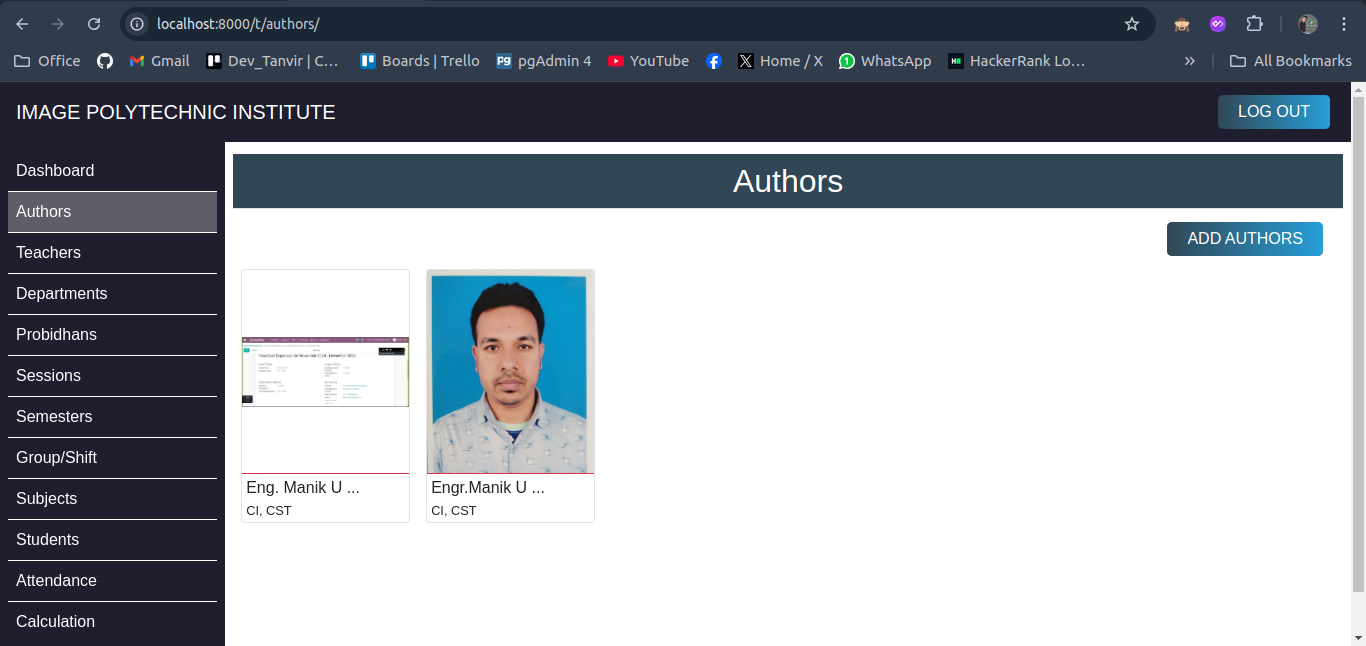 localhost:8000/t/authors/
Office Gmail Dev_Tanvir | C... Boards | Trello pgAdmin 4 YouTube Home / X WhatsApp HackerRank Lo... » All Bookmarks
IMAGE POLYTECHNIC INSTITUTE
LOG OUT
Dashboard
Authors
Teachers
Departments
Probidhans
Sessions
Semesters
Group/Shift
Subjects
Students
Attendance
Calculation
Authors
ADD AUTHORS
Eng. Manik U ...
CI, CST
Engr.Manik U ...
CI, CST